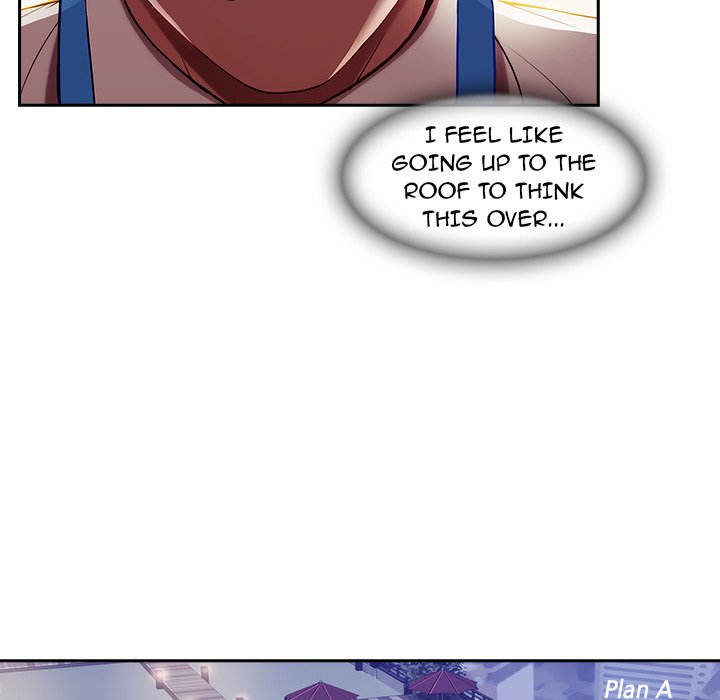 I FEEL LIKE
GOING UP TO THE
ROOF TO THINK
THIS OVER...
Plan A